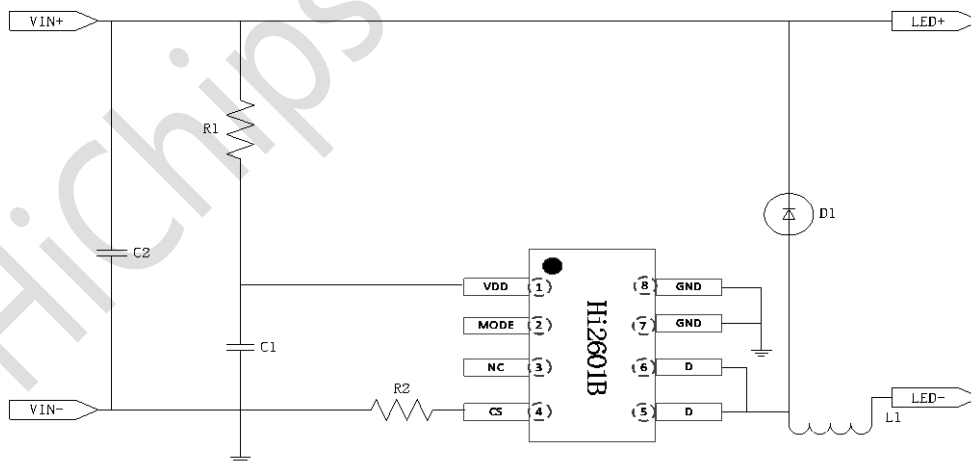 VIN+
LED+
R1
HiChips
D1
C2
VDD
1
8
GND
MODE
2
7
GND
Hi2601B
NC
3
6
D
C1
R2
CS
4
5
D
VIN-
LED-
L1